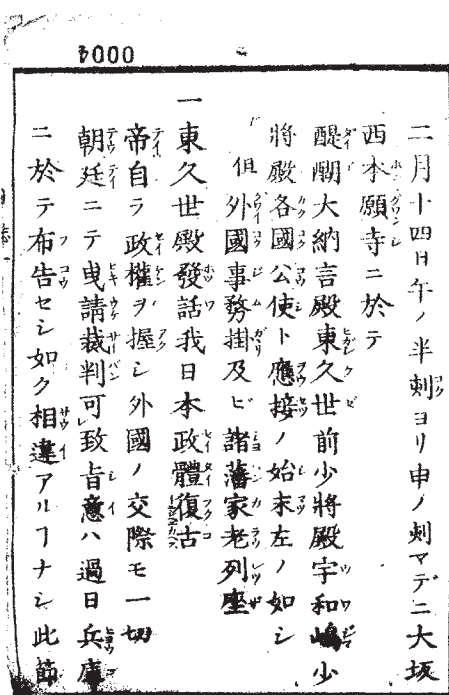 0004
二月十四日午ノ半刻ヨリ申ノ刻マデニ大坂
西本願寺ニ於テ
醍醐大納言殿東久世前少將殿宇和嶋少
將殿各國公使ト應接ノ始末左ノ如シ
但外國事務掛及ビ諸藩家老列座
一東久世殿發話我日本政體復古
帝自ラ政權ヲ握シ外國ノ交際モ一切
朝廷ニテ曳請裁判可致旨意ハ過日兵庫
ニ於テ布告セシ如ク相違アルヿナシ此節